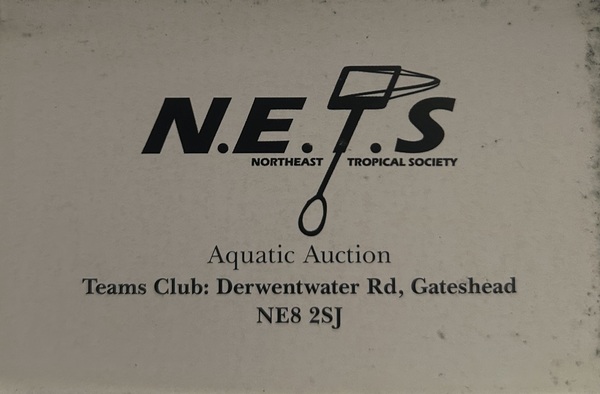 N.E.T.S
NORTHEAST TROPICAL SOCIETY
Aquatic Auction
Teams Club: Derwentwater Rd, Gateshead
NE8 2SJ